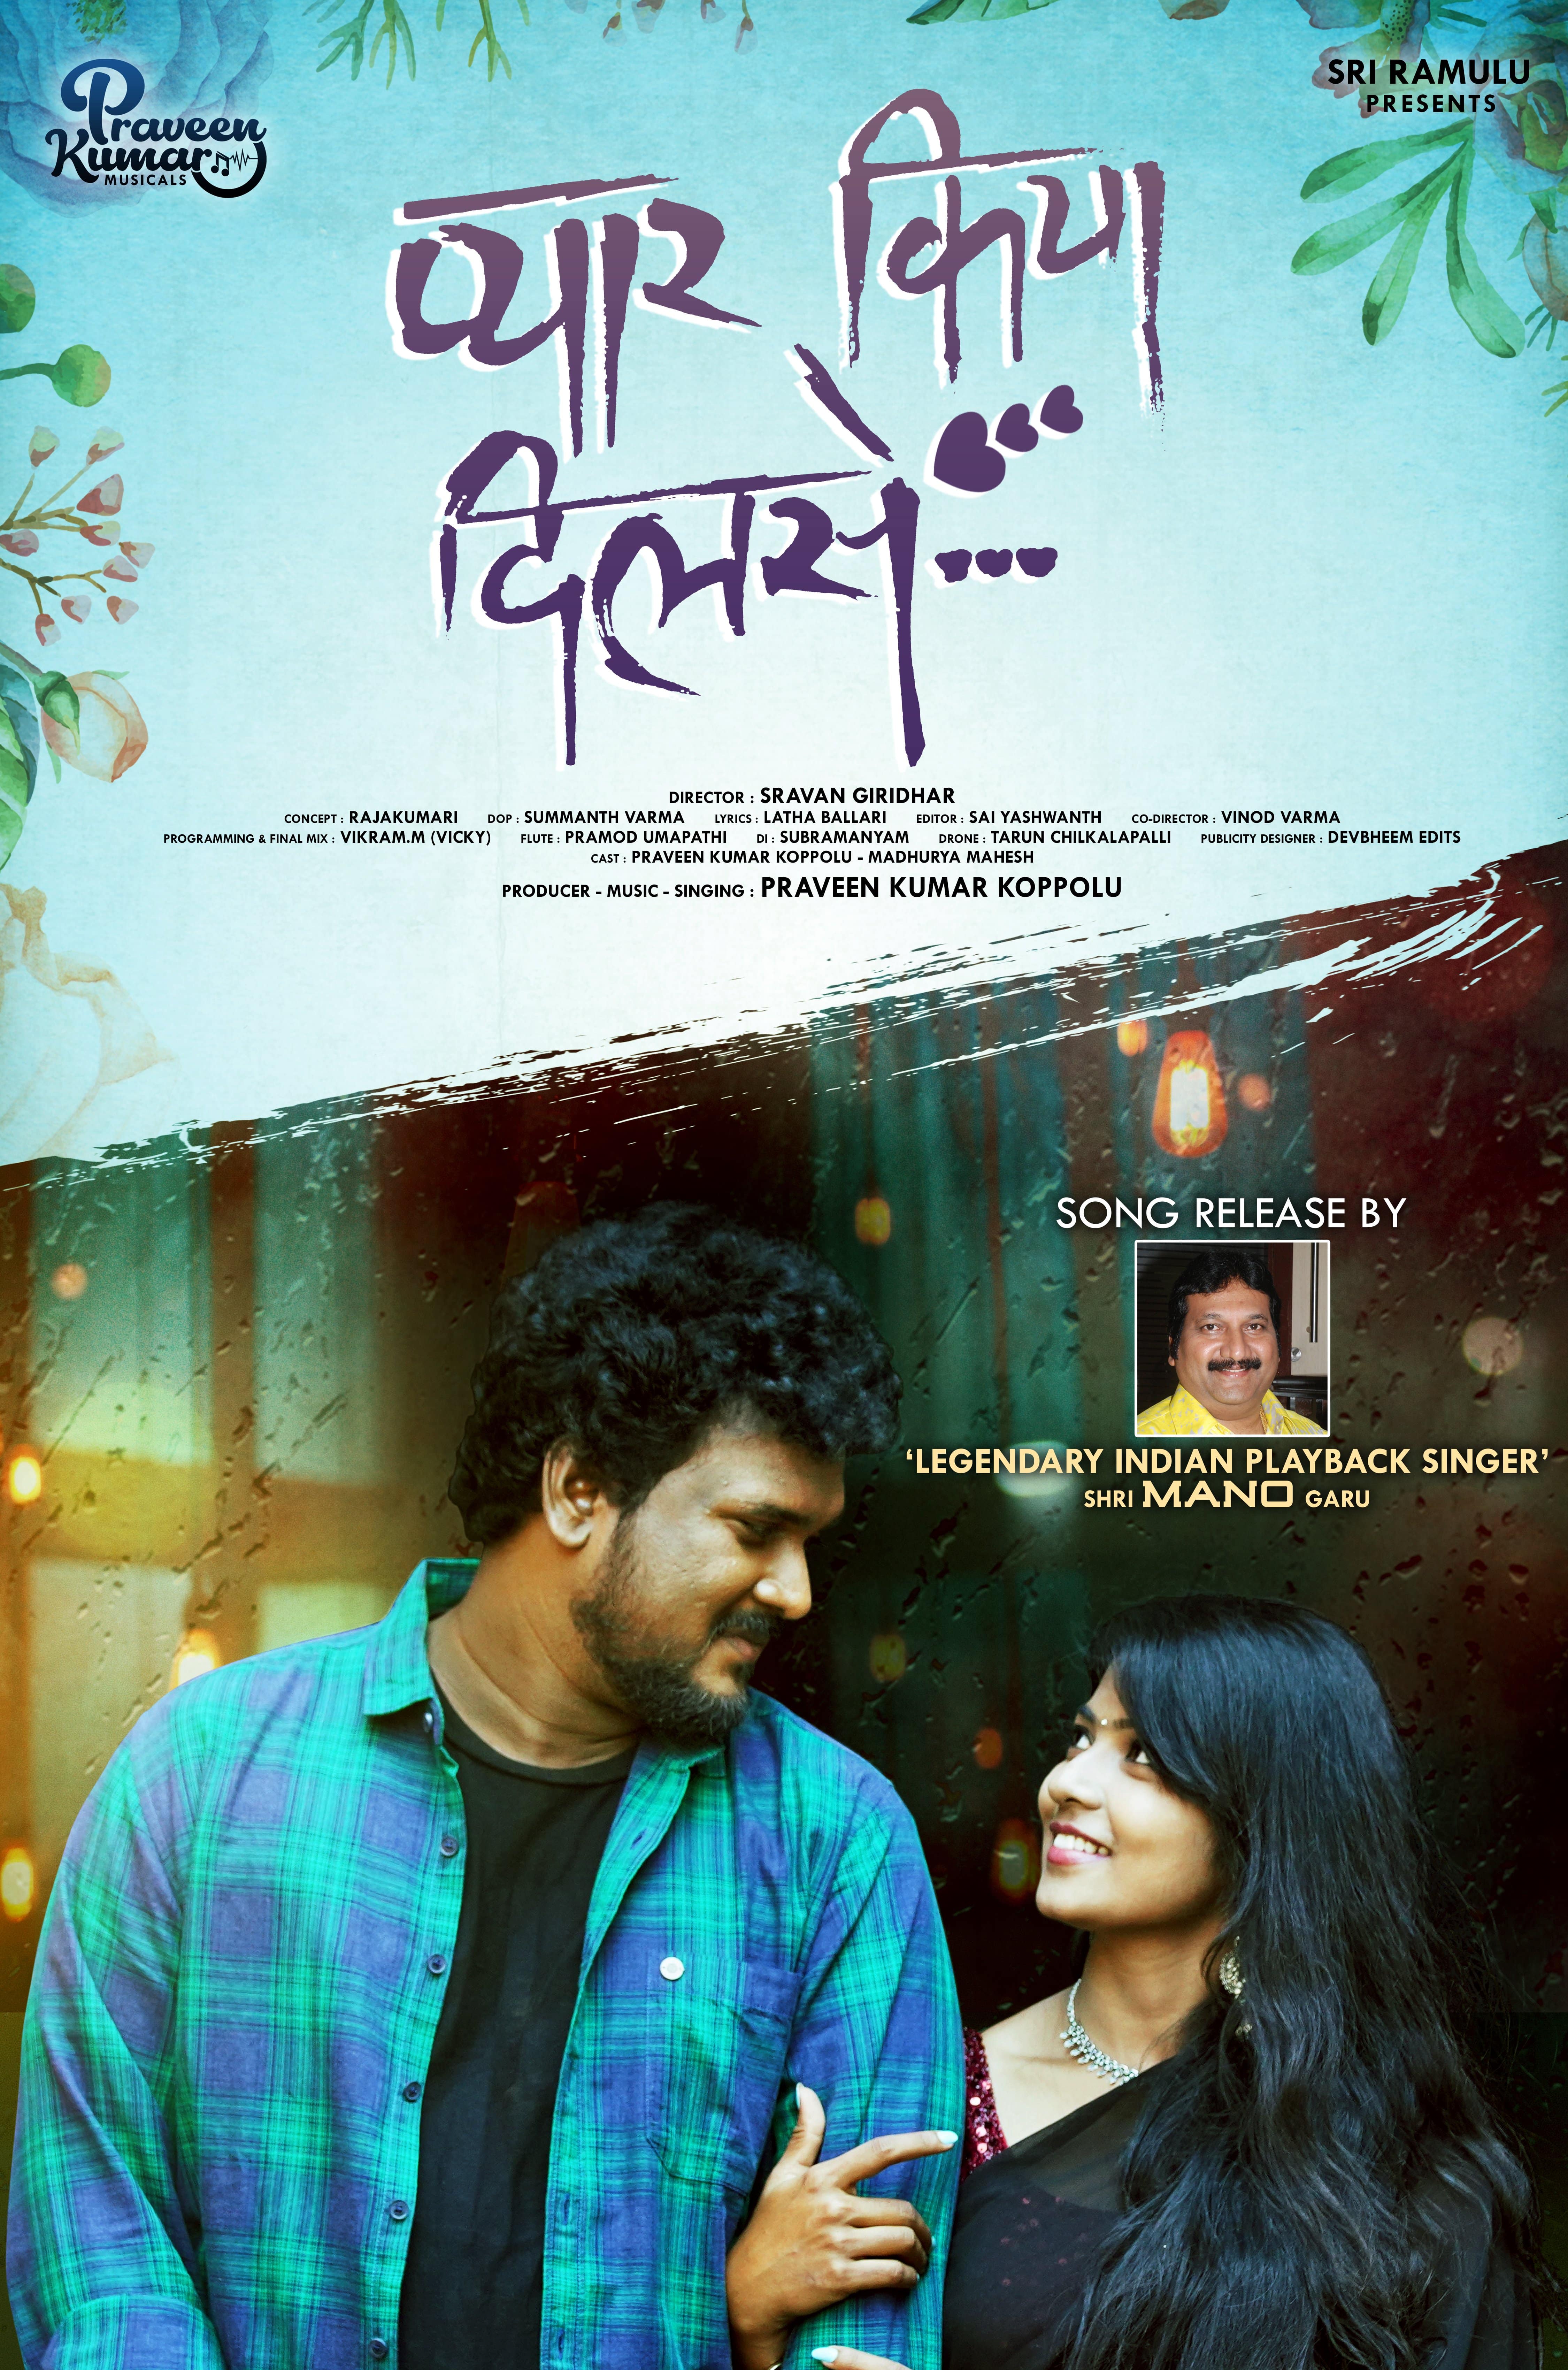 Praveen
Kumar
MUSICALS
SRI RAMULU
PRESENTS
प्यार किया
दिलसे...
DIRECTOR : SRAVAN GIRIDHAR
CONCEPT : RAJAKUMARI DOP : SUMMANTH VARMA LYRICS : LATHA BALLARI EDITOR : SAI YASHWANTH CO-DIRECTOR : VINOD VARMA
PROGRAMMING & FINAL MIX : VIKRAM.M (VICKY) FLUTE : PRAMOD UMAPATHI DI : SUBRAMANYAM DRONE : TARUN CHILKALAPALLI PUBLICITY DESIGNER : DEVBHEEM EDITS
CAST : PRAVEEN KUMAR KOPPOLU - MADHURYA MAHESH
PRODUCER - MUSIC - SINGING : PRAVEEN KUMAR KOPPOLU
SONG RELEASE BY
‘LEGENDARY INDIAN PLAYBACK SINGER’
SHRI MANO GARU